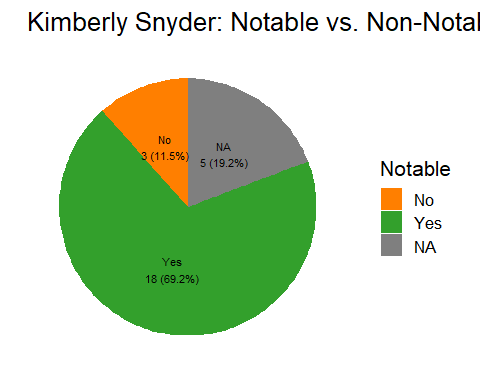 Kimberly Snyder: Notable vs. Non-Notal
No
3 (11.5%)
NA
5 (19.2%)
Yes
18 (69.2%)
Notable
No
Yes
NA